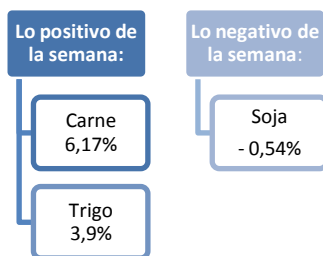 Lo positivo de
la semana:
Carne
6,17%
Trigo
3,9%
Lo negativo de
la semana:
Soja
- 0,54%